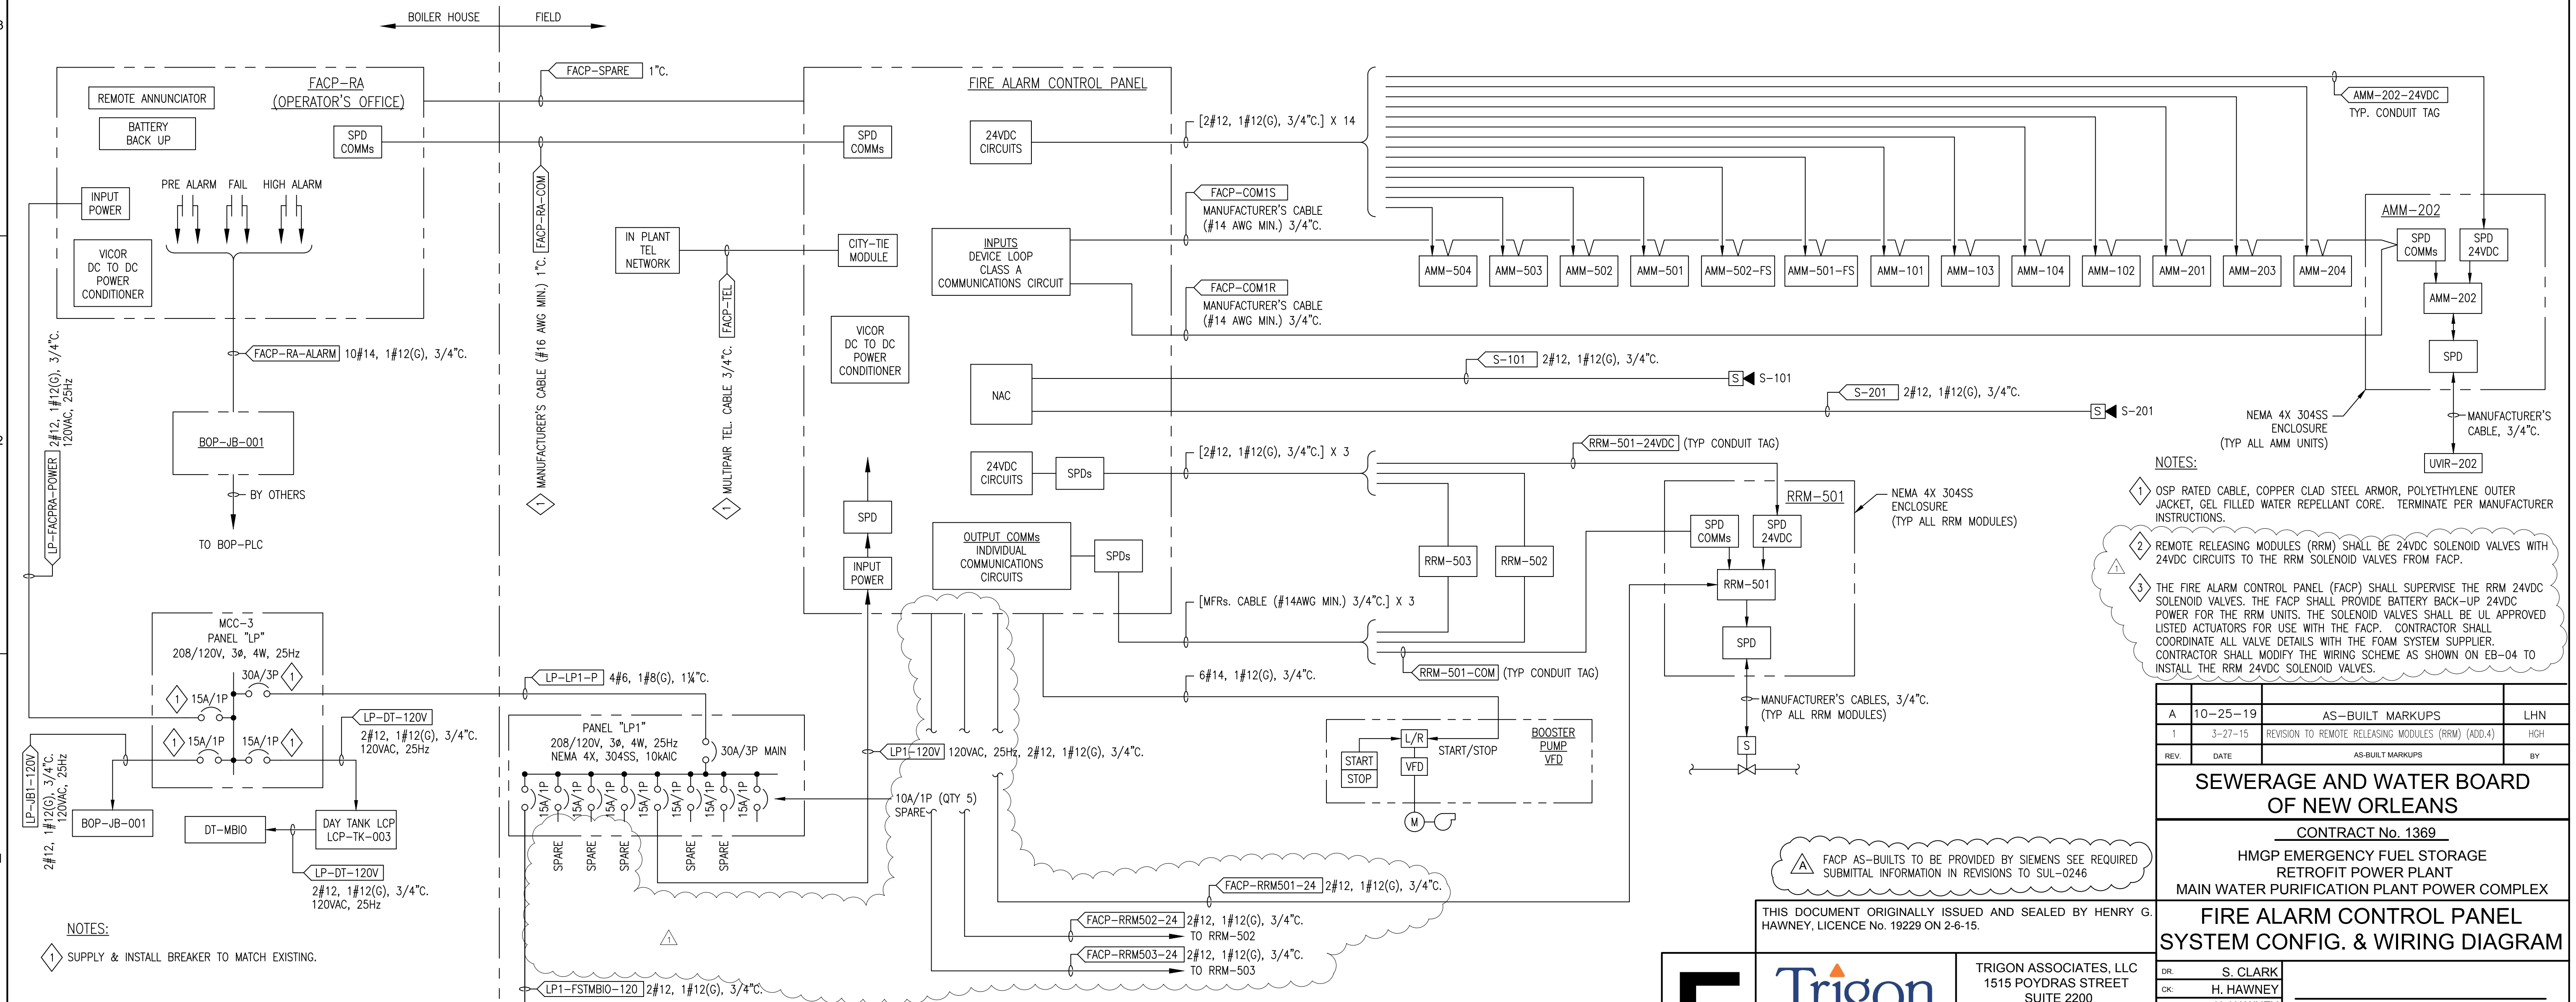 BOILER HOUSE
FIELD
FACP-RA
(OPERATOR'S OFFICE)
REMOTE ANNUNCIATOR
BATTERY
BACK UP
SPD
COMMs
INPUT
POWER
PRE ALARM
FAIL
HIGH ALARM
VICOR
DC TO DC
POWER
CONDITIONER
FACP-RA-ALARM
10#14, 1#12(G), 3/4"C.
BOP-JB-001
BY OTHERS
TO BOP-PLC
LP-FACPRA-POWER
2#12, 1#12(G), 3/4"C.
120VAC, 25Hz
MCC-3
PANEL "LP"
208/120V, 3ø, 4W, 25Hz
30A/3P
1
1
15A/1P
1
15A/1P
15A/1P
1
LP-DT-120V
2#12, 1#12(G), 3/4"C.
120VAC, 25Hz
LP-JB1-120V
2#12, 1#12(G), 3/4"C.
120VAC, 25Hz
BOP-JB-001
DT-MBIO
DAY TANK LCP
LCP-TK-003
LP-DT-120V
2#12, 1#12(G), 3/4"C.
120VAC, 25Hz
NOTES:
1
SUPPLY & INSTALL BREAKER TO MATCH EXISTING.
FACP-SPARE
1"C.
FACP-RA-COM
MANUFACTURER'S CABLE (#16 AWG MIN.) 1"C.
1
IN PLANT
TEL
NETWORK
FACP-TEL
MULTIPAIR TEL. CABLE 3/4"C.
1
LP-LP1-P
4#6, 1#8(G), 1¼"C.
PANEL "LP1"
208/120V, 3ø, 4W, 25Hz
NEMA 4X, 304SS, 10kAIC
30A/3P MAIN
15A/1P
15A/1P
15A/1P
15A/1P
15A/1P
15A/1P
15A/1P
10A/1P (QTY 5)
SPARE
SPARE
SPARE
SPARE
SPARE
SPARE
1
LP1-FSTMBIO-120
2#12, 1#12(G), 3/4"C.
FIRE ALARM CONTROL PANEL
SPD
COMMs
24VDC
CIRCUITS
CITY-TIE
MODULE
INPUTS
DEVICE LOOP
CLASS A
COMMUNICATIONS CIRCUIT
VICOR
DC TO DC
POWER
CONDITIONER
NAC
24VDC
CIRCUITS
SPDs
SPD
OUTPUT COMMs
INDIVIDUAL
COMMUNICATIONS
CIRCUITS
SPDs
INPUT
POWER
LP1-120V
120VAC, 25Hz, 2#12, 1#12(G), 3/4"C.
[2#12, 1#12(G), 3/4"C.] X 14
FACP-COM1S
MANUFACTURER'S CABLE
(#14 AWG MIN.) 3/4"C.
FACP-COM1R
MANUFACTURER'S CABLE
(#14 AWG MIN.) 3/4"C.
S-101
2#12, 1#12(G), 3/4"C.
S
S-101
S-201
2#12, 1#12(G), 3/4"C.
S
S-201
[2#12, 1#12(G), 3/4"C.] X 3
RRM-501-24VDC
(TYP CONDUIT TAG)
RRM-503
RRM-502
[MFRs. CABLE (#14AWG MIN.) 3/4"C.] X 3
RRM-501-COM
(TYP CONDUIT TAG)
6#14, 1#12(G), 3/4"C.
START
STOP
L/R
VFD
START/STOP
M
BOOSTER
PUMP
VFD
FACP-RRM501-24
2#12, 1#12(G), 3/4"C.
FACP-RRM502-24
2#12, 1#12(G), 3/4"C.
TO RRM-502
FACP-RRM503-24
2#12, 1#12(G), 3/4"C.
TO RRM-503
AMM-504
AMM-503
AMM-502
AMM-501
AMM-502-FS
AMM-501-FS
AMM-101
AMM-103
AMM-104
AMM-102
AMM-201
AMM-203
AMM-204
AMM-202-24VDC
TYP. CONDUIT TAG
AMM-202
SPD
COMMs
SPD
24VDC
AMM-202
SPD
NEMA 4X 304SS
ENCLOSURE
(TYP ALL AMM UNITS)
MANUFACTURER'S
CABLE, 3/4"C.
UVIR-202
RRM-501
SPD
COMMs
SPD
24VDC
RRM-501
SPD
NEMA 4X 304SS
ENCLOSURE
(TYP ALL RRM MODULES)
MANUFACTURER'S CABLES, 3/4"C.
(TYP ALL RRM MODULES)
S
NOTES:
1
OSP RATED CABLE, COPPER CLAD STEEL ARMOR, POLYETHYLENE OUTER
JACKET, GEL FILLED WATER REPELLANT CORE. TERMINATE PER MANUFACTURER
INSTRUCTIONS.
2
REMOTE RELEASING MODULES (RRM) SHALL BE 24VDC SOLENOID VALVES WITH
24VDC CIRCUITS TO THE RRM SOLENOID VALVES FROM FACP.
1
3
THE FIRE ALARM CONTROL PANEL (FACP) SHALL SUPERVISE THE RRM 24VDC
SOLENOID VALVES. THE FACP SHALL PROVIDE BATTERY BACK-UP 24VDC
POWER FOR THE RRM UNITS. THE SOLENOID VALVES SHALL BE UL APPROVED
LISTED ACTUATORS FOR USE WITH THE FACP. CONTRACTOR SHALL
COORDINATE ALL VALVE DETAILS WITH THE FOAM SYSTEM SUPPLIER.
CONTRACTOR SHALL MODIFY THE WIRING SCHEME AS SHOWN ON EB-04 TO
INSTALL THE RRM 24VDC SOLENOID VALVES.
A 10-25-19 AS-BUILT MARKUPS LHN
1 3-27-15 REVISION TO REMOTE RELEASING MODULES (RRM) (ADD.4) HGH
REV. DATE AS-BUILT MARKUPS BY
SEWERAGE AND WATER BOARD
OF NEW ORLEANS
CONTRACT No. 1369
HMGP EMERGENCY FUEL STORAGE
RETROFIT POWER PLANT
MAIN WATER PURIFICATION PLANT POWER COMPLEX
FIRE ALARM CONTROL PANEL
SYSTEM CONFIG. & WIRING DIAGRAM
DR. S. CLARK
CK: H. HAWNEY
A
FACP AS-BUILTS TO BE PROVIDED BY SIEMENS SEE REQUIRED
SUBMITTAL INFORMATION IN REVISIONS TO SUL-0246
THIS DOCUMENT ORIGINALLY ISSUED AND SEALED BY HENRY G.
HAWNEY, LICENCE No. 19229 ON 2-6-15.
Trigon
TRIGON ASSOCIATES, LLC
1515 POYDRAS STREET
SUITE 2200